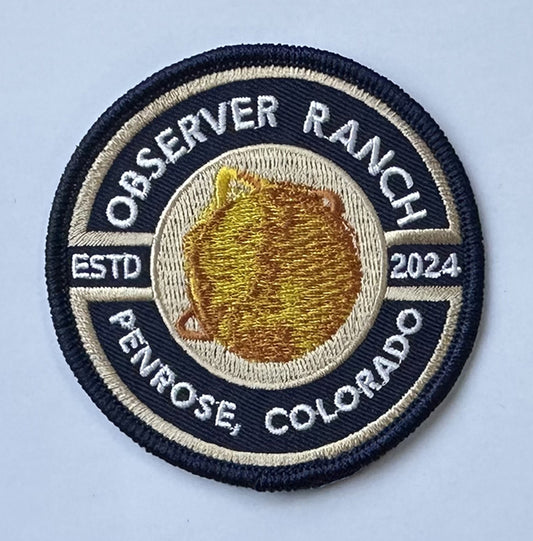 OBSERVER RANCH
ESTD 2024
PENROSE, COLORADO